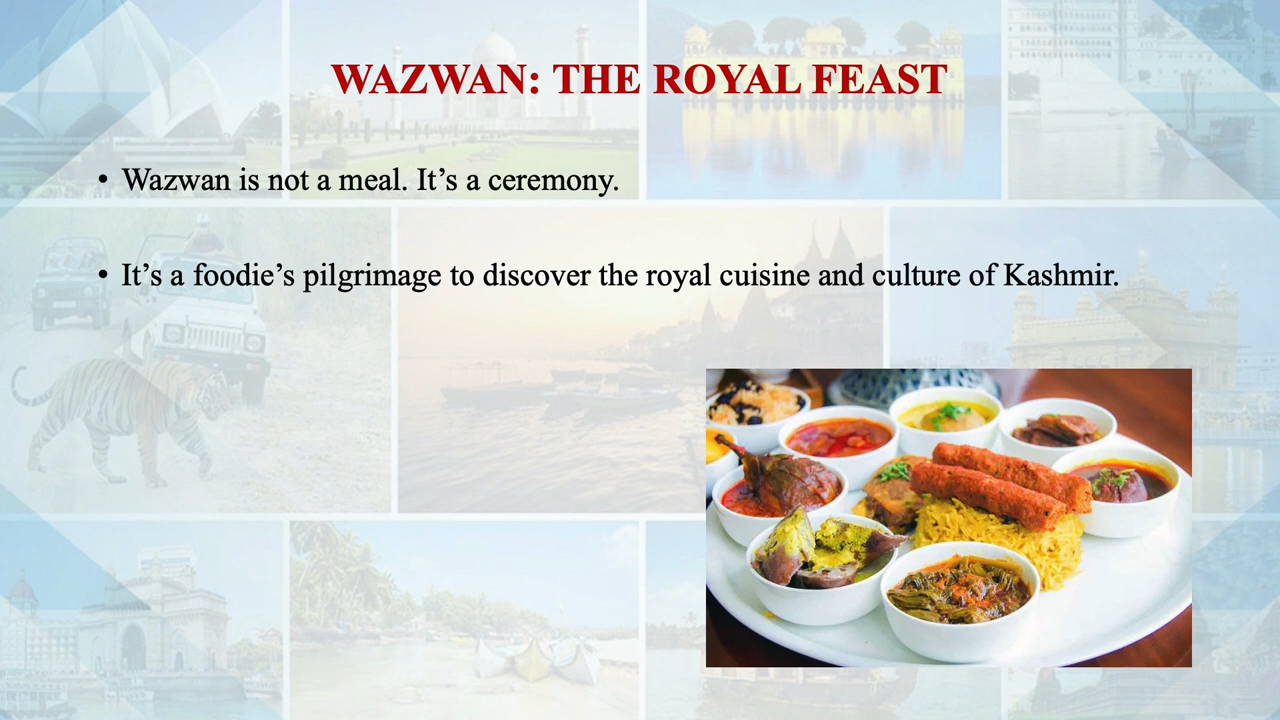 WAZWAN: THE ROYAL FEAST
• Wazwan is not a meal. It’s a ceremony.
• It’s a foodie’s pilgrimage to discover the royal cuisine and culture of Kashmir.